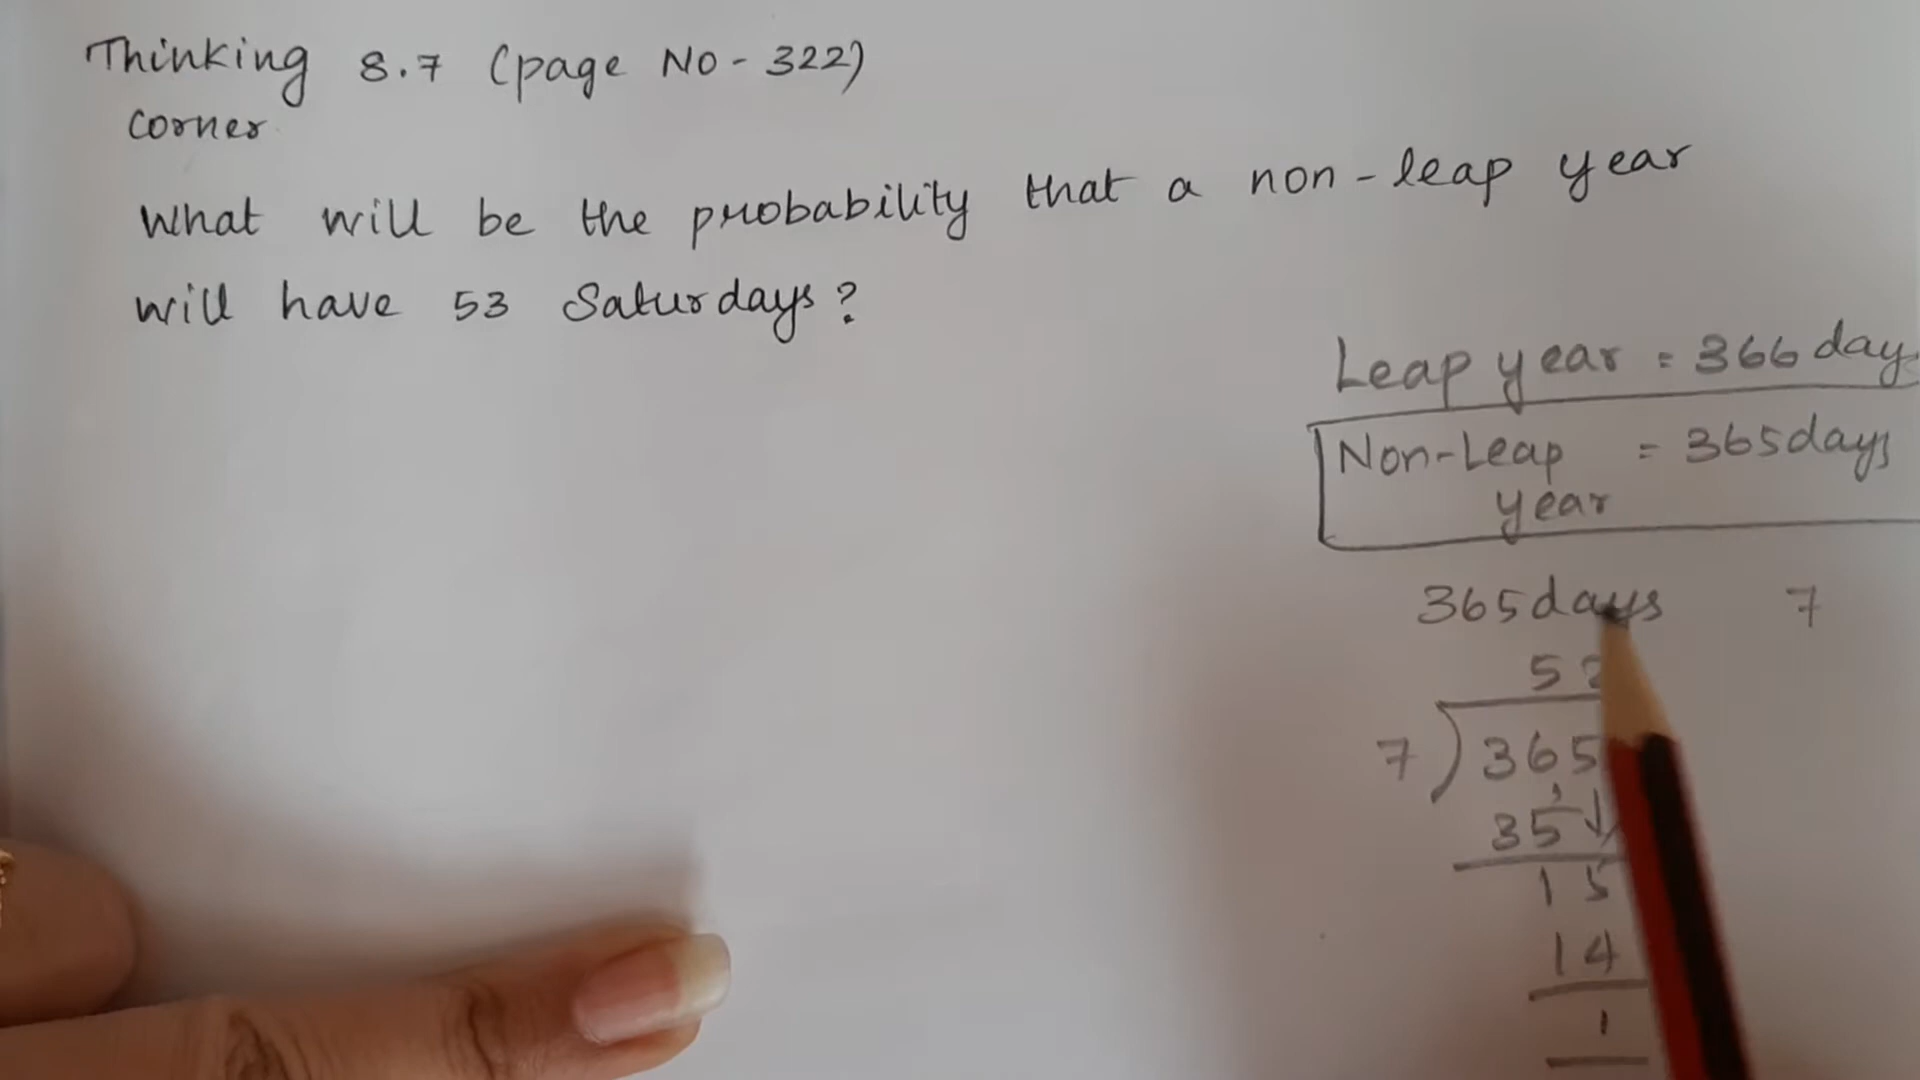 Thinking 8.7 (page No - 322)
Corner
What will be the probability that a non-leap year
will have 53 Saturdays?
Leap year = 366 day
Non-Leap = 365 days
year
365 days 7
52
7) 365
35 ↓
15
14
1